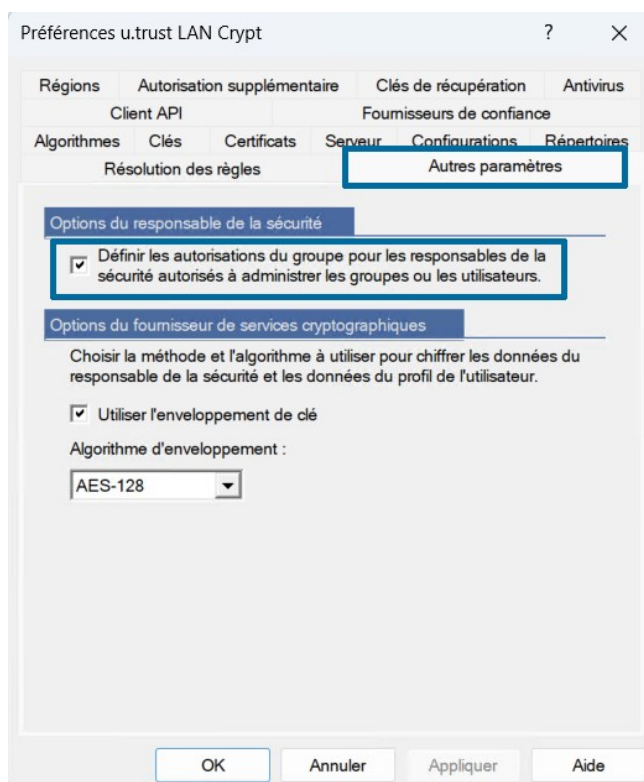 Préférences u.trust LAN Crypt ?
Régions Autorisation supplémentaire Clés de récupération Antivirus
Client API Fournisseurs de confiance
Algorithmes Clés Certificats Serveur Configurations Répertoires
Résolution des règles Autres paramètres
Options du responsable de la sécurité
Définir les autorisations du groupe pour les responsables de la
sécurité autorisés à administrer les groupes ou les utilisateurs.
Options du fournisseur de services cryptographiques
Choisir la méthode et l'algorithme à utiliser pour chiffrer les données du
responsable de la sécurité et les données du profil de l'utilisateur.
Utiliser l'enveloppement de clé
Algorithme d'enveloppement :
AES-128
OK Annuler Appliquer Aide